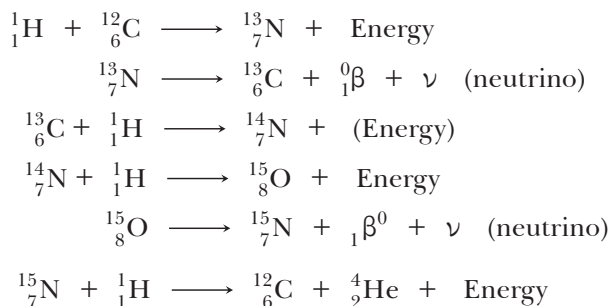 ¹₁H + ¹²₆C ⟶ ¹³₇N + Energy
¹³₇N ⟶ ¹³₆C + ⁰₁β + ν (neutrino)
¹³₆C + ¹₁H ⟶ ¹⁴₇N + (Energy)
¹⁴₇N + ¹₁H ⟶ ¹⁵₈O + Energy
¹⁵₈O ⟶ ¹⁵₇N + ₁β⁰ + ν (neutrino)
¹⁵₇N + ¹₁H ⟶ ¹²₆C + ⁴₂He + Energy